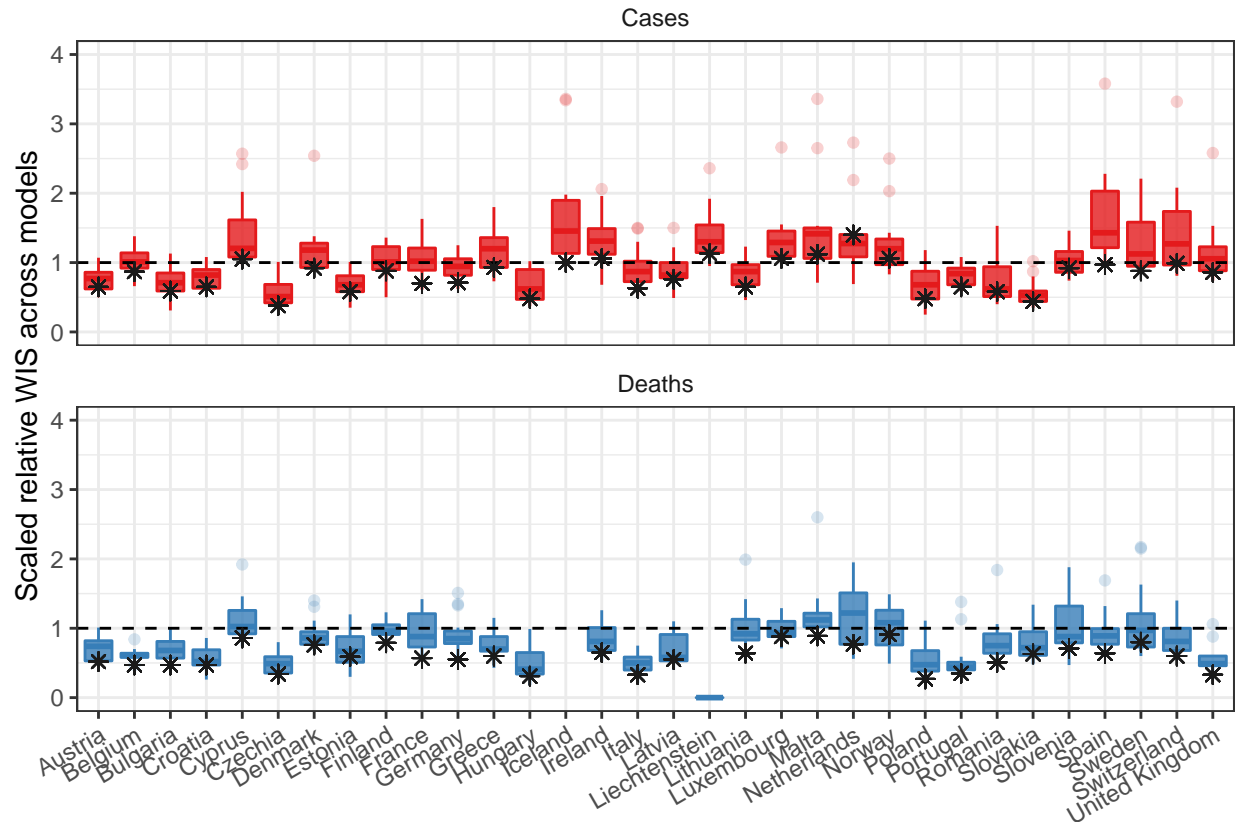 Cases
4
3
2
1
0
Scaled relative WIS across models
Deaths
4
3
2
1
0
Austria
Belgium
Bulgaria
Croatia
Cyprus
Czechia
Denmark
Estonia
Finland
France
Germany
Greece
Hungary
Iceland
Ireland
Italy
Latvia
Liechtenstein
Lithuania
Luxembourg
Malta
Netherlands
Norway
Poland
Portugal
Romania
Slovakia
Slovenia
Spain
Sweden
Switzerland
United Kingdom